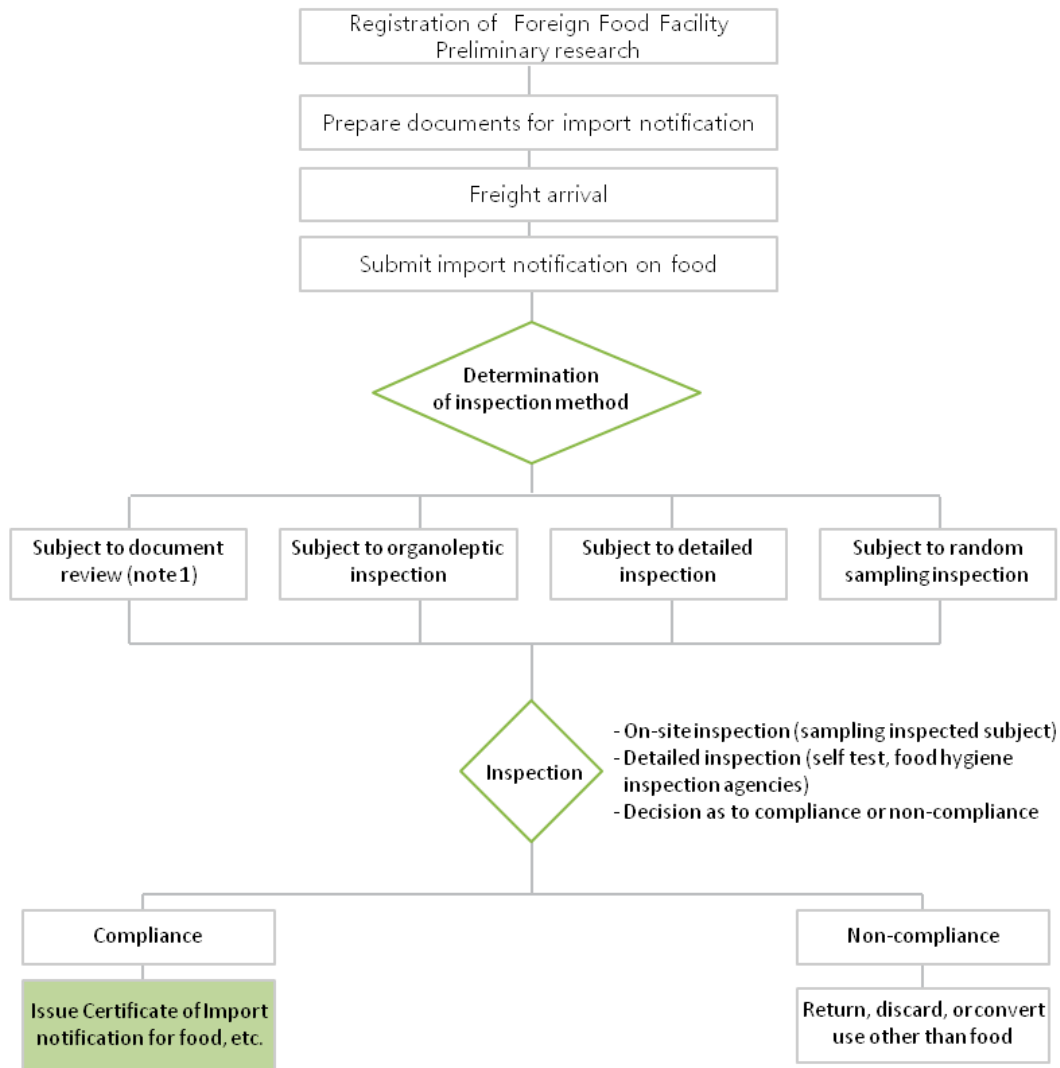 Registration of Foreign Food Facility
Preliminary research
Prepare documents for import notification
Freight arrival
Submit import notification on food
Determination
of inspection method
Subject to document
review (note 1)
Subject to organoleptic
inspection
Subject to detailed
inspection
Subject to random
sampling inspection
Inspection
- On-site inspection (sampling inspected subject)
- Detailed inspection (self test, food hygiene
inspection agencies)
- Decision as to compliance or non-compliance
Compliance
Non-compliance
Issue Certificate of Import
notification for food, etc.
Return, discard, or convert
use other than food